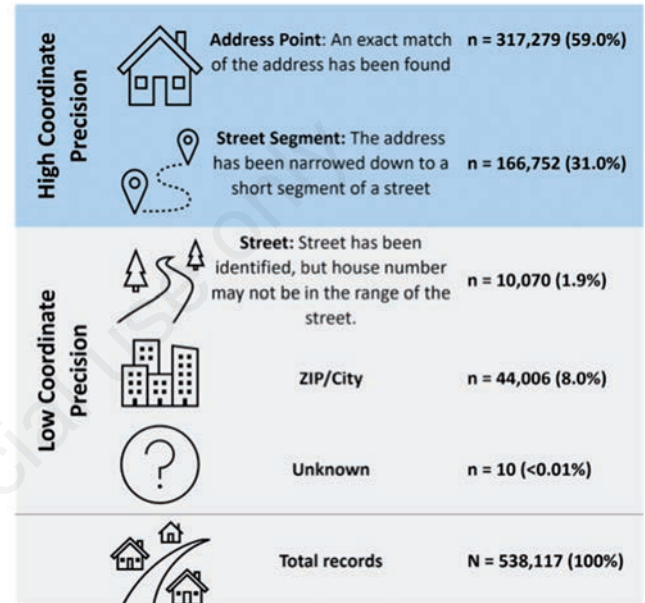 High Coordinate
Precision
Address Point: An exact match
of the address has been found
n = 317,279 (59.0%)
Street Segment: The address
has been narrowed down to a
short segment of a street
n = 166,752 (31.0%)
Low Coordinate
Precision
Street: Street has been
identified, but house number
may not be in the range of the
street.
n = 10,070 (1.9%)
ZIP/City
n = 44,006 (8.0%)
Unknown
n = 10 (<0.01%)
Total records
N = 538,117 (100%)
use only